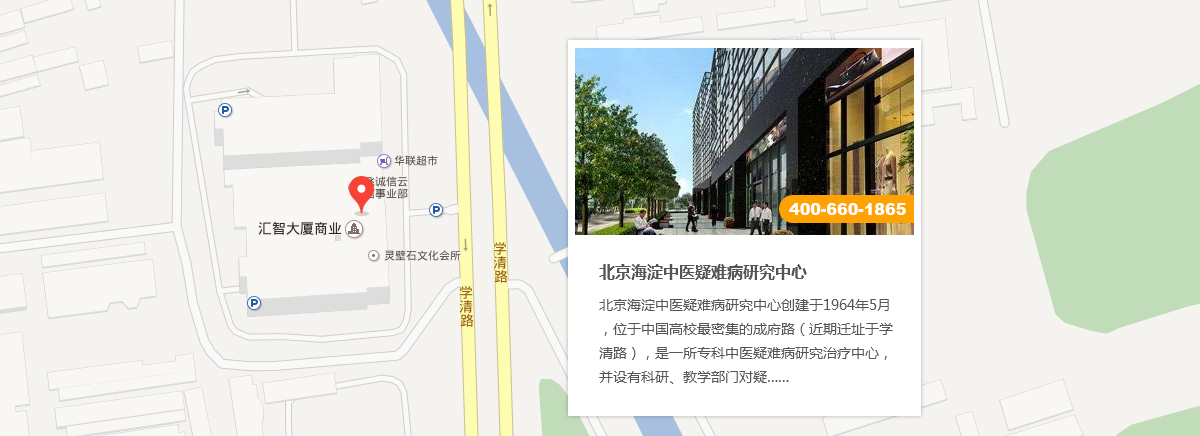 P
华联超市
诚信云
事业部
P
汇智大厦商业
灵璧石文化会所
P
学清路
学清路
400-660-1865
北京海淀中医疑难病研究中心
北京海淀中医疑难病研究中心创建于1964年5月
，位于中国高校最密集的成府路（近期迁址于学
清路），是一所专科中医疑难病研究治疗中心，
并设有科研、教学部门对疑......